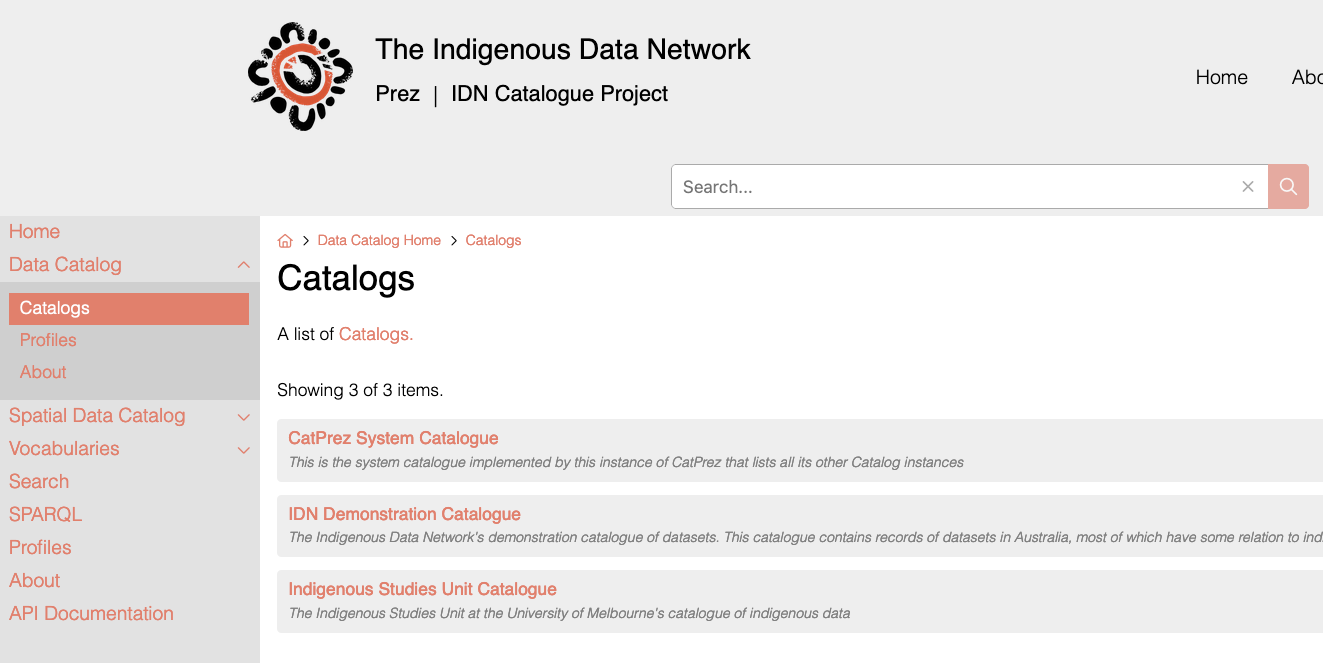 The Indigenous Data Network
Prez | IDN Catalogue Project
Home Abo
Search...
Home
Data Catalog
Catalogs
Profiles
About
Spatial Data Catalog
Vocabularies
Search
SPARQL
Profiles
About
API Documentation
Data Catalog Home > Catalogs
Catalogs
A list of Catalogs.
Showing 3 of 3 items.
CatPrez System Catalogue
This is the system catalogue implemented by this instance of CatPrez that lists all its other Catalog instances
IDN Demonstration Catalogue
The Indigenous Data Network's demonstration catalogue of datasets. This catalogue contains records of datasets in Australia, most of which have some relation to ind
Indigenous Studies Unit Catalogue
The Indigenous Studies Unit at the University of Melbourne's catalogue of indigenous data